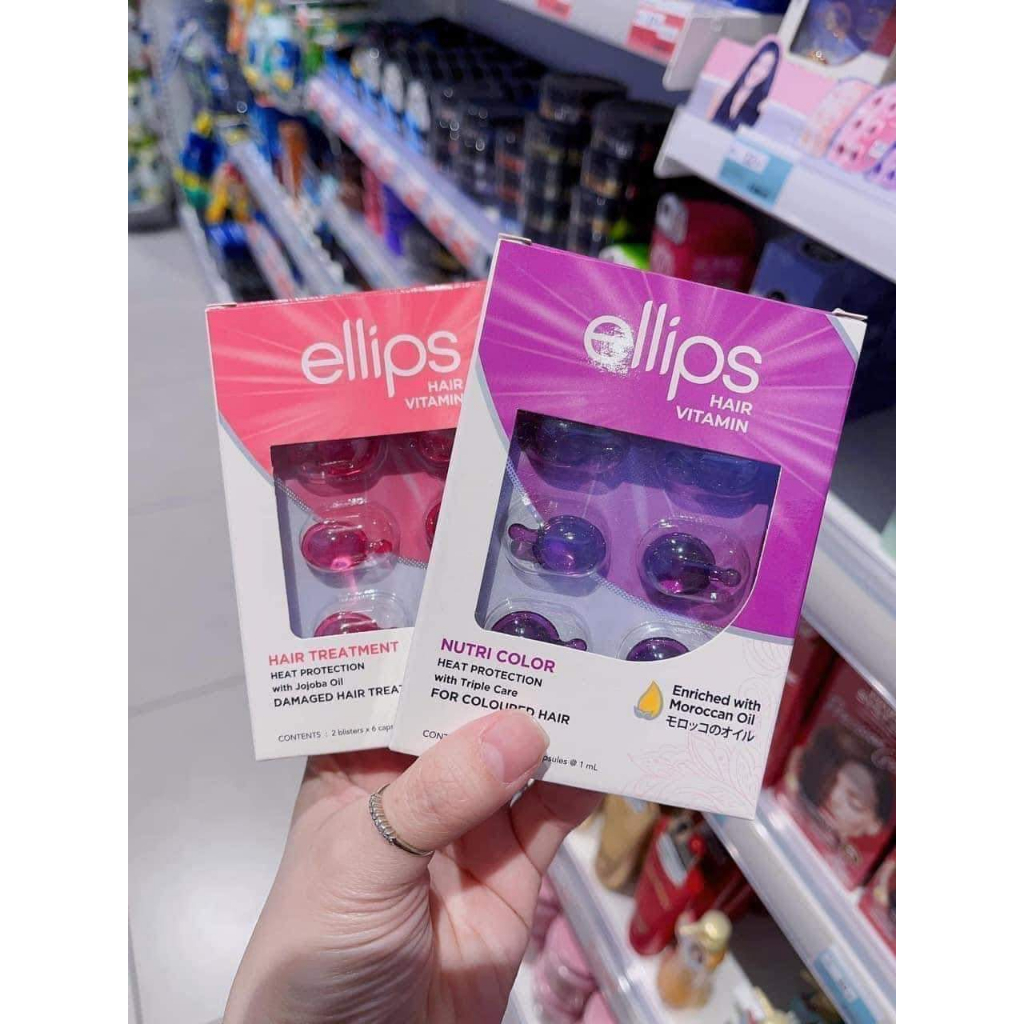 ellips
HAIR
VITAMIN
HAIR TREATMENT
HEAT PROTECTION
with Jojoba Oil
DAMAGED HAIR TREAT
CONTENTS : 2 blisters x 6 caps
ellips
HAIR
VITAMIN
NUTRI COLOR
HEAT PROTECTION
with Triple Care
FOR COLOURED HAIR
CONT
psules @ 1 mL
Enriched with
Moroccan Oil
モロッコのオイル